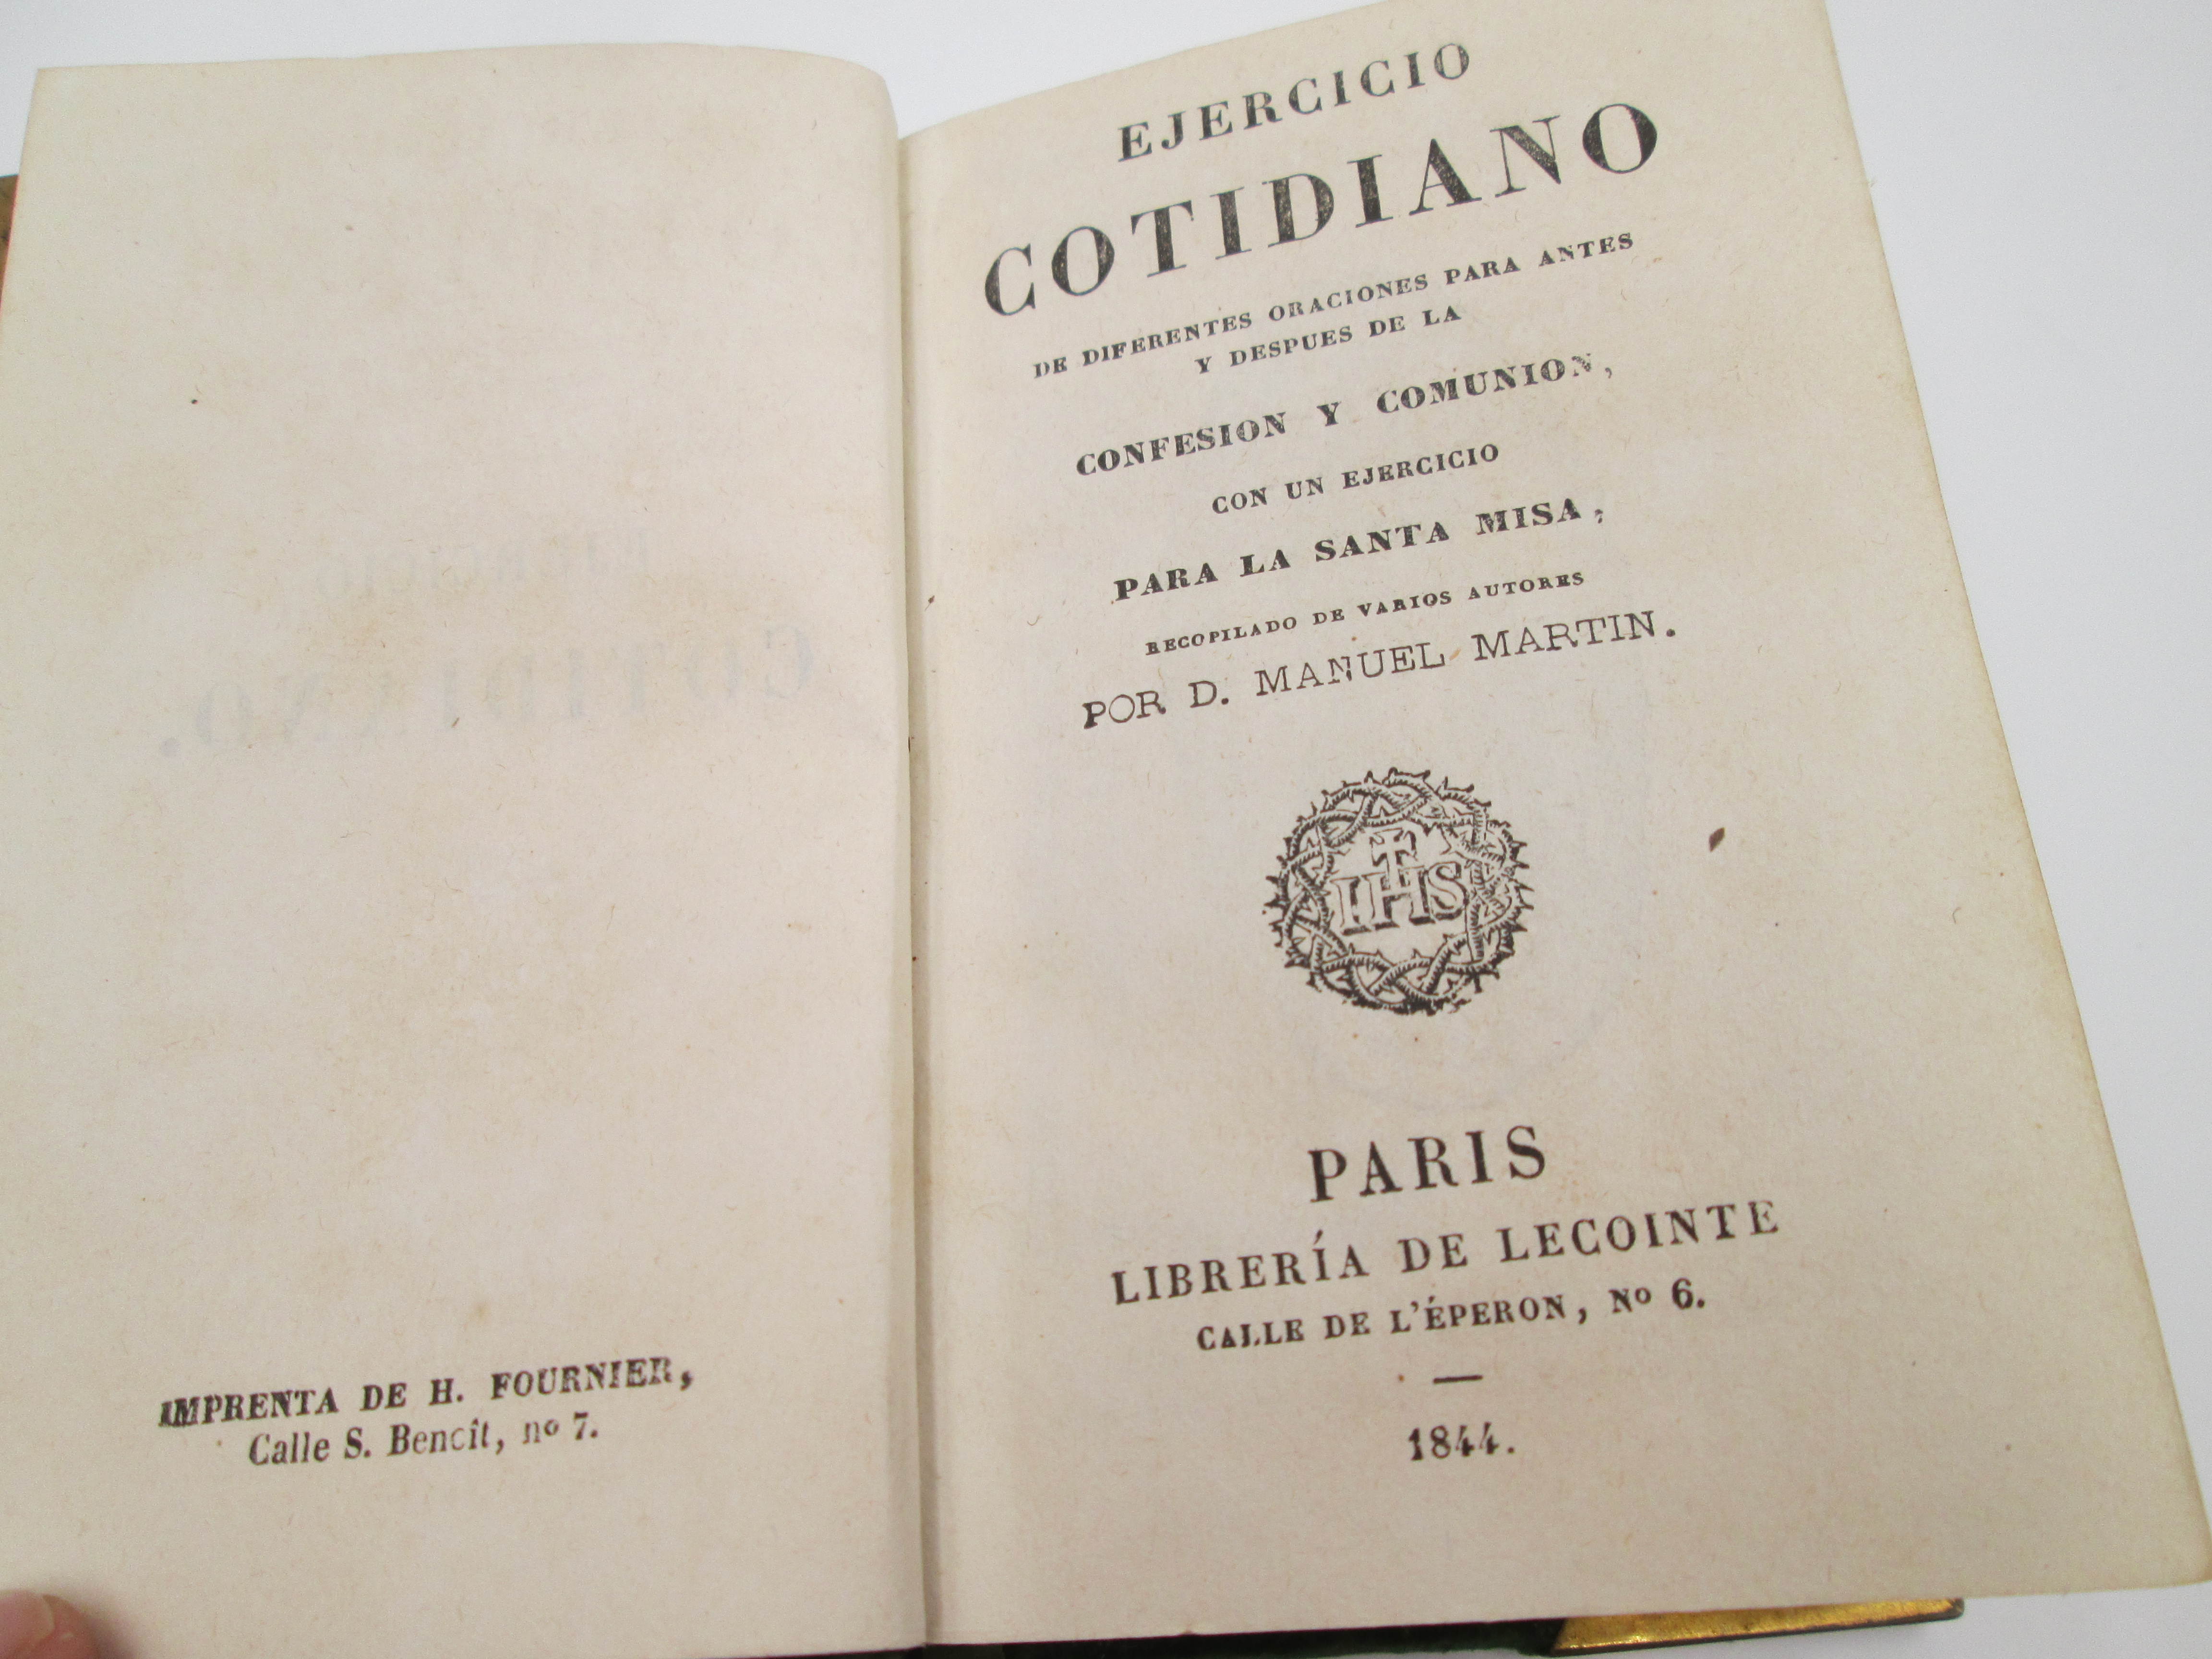 IMPRENTA DE H. FOURNIER,
Calle S. Benoît, nº 7.
EJERCICIO
COTIDIANO
DE DIFERENTES ORACIONES PARA ANTES
Y DESPUES DE LA
CONFESION Y COMUNION,
CON UN EJERCICIO
PARA LA SANTA MISA,
RECOPILADO DE VARIOS AUTORES
POR D. MANUEL MARTIN.
IHS
PARIS
LIBRERÍA DE LECOINTE
CALLE DE L'ÉPERON, Nº 6.
1844.